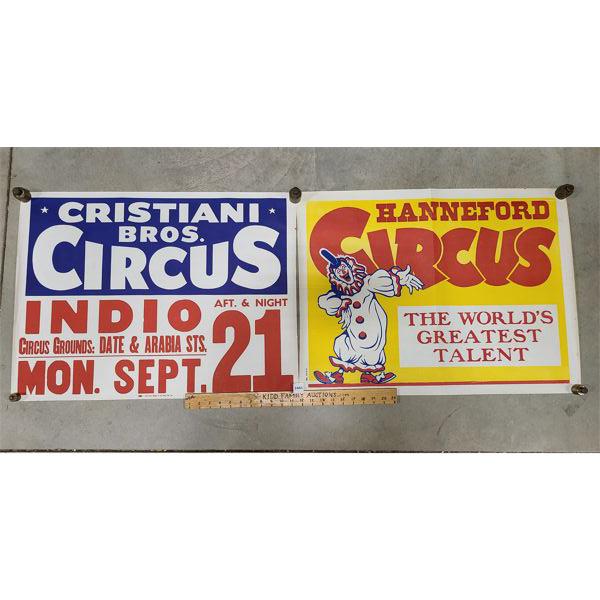 ★ CRISTIANI ★
BROS.
CIRCUS
INDIO
AFT. & NIGHT
CIRCUS GROUNDS: DATE & ARABIA STS.
MON. SEPT. 21
HANNEFORD
CIRCUS
THE WORLD'S
GREATEST
TALENT
KIDD FAMILY AUCTIONS.com